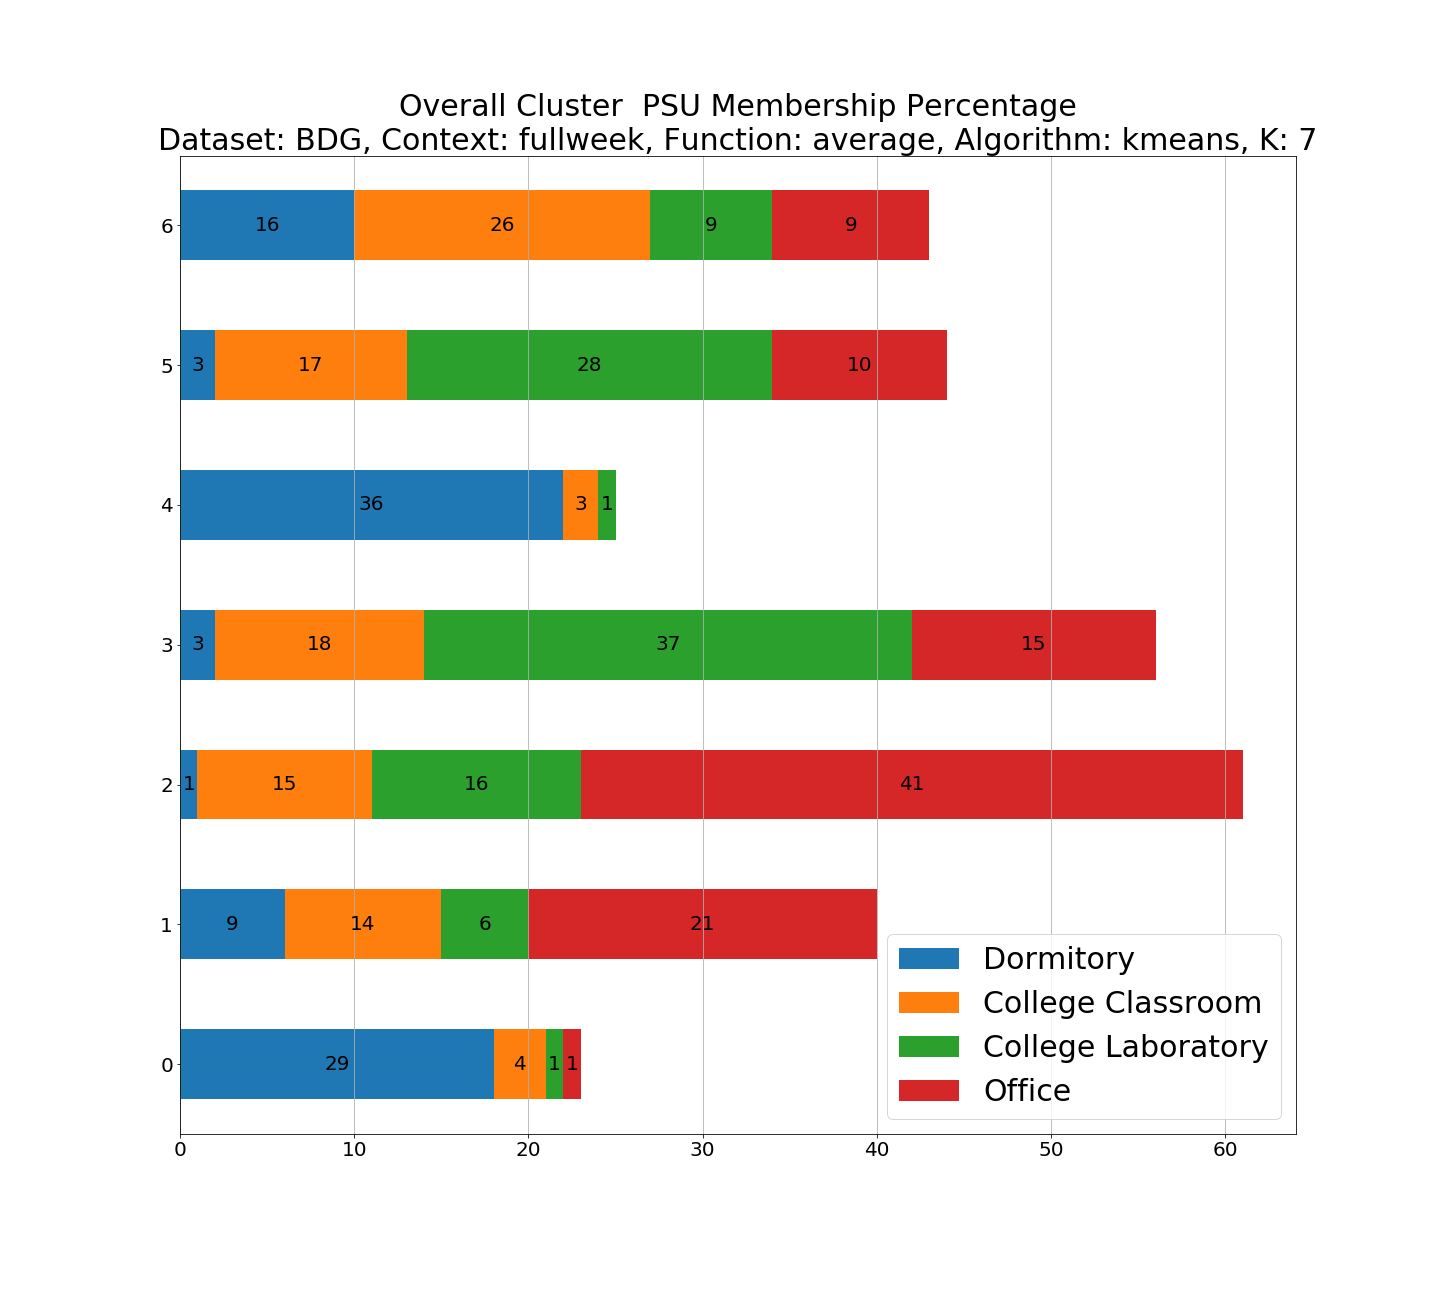 Overall Cluster  PSU Membership Percentage
Dataset: BDG, Context: fullweek, Function: average, Algorithm: kmeans, K: 7
6 16 26 9 9
5 3 17 28 10
4 36 3 1
3 3 18 37 15
2 1 15 16 41
1 9 14 6 21
0 29 4 1 1
Dormitory
College Classroom
College Laboratory
Office
0 10 20 30 40 50 60